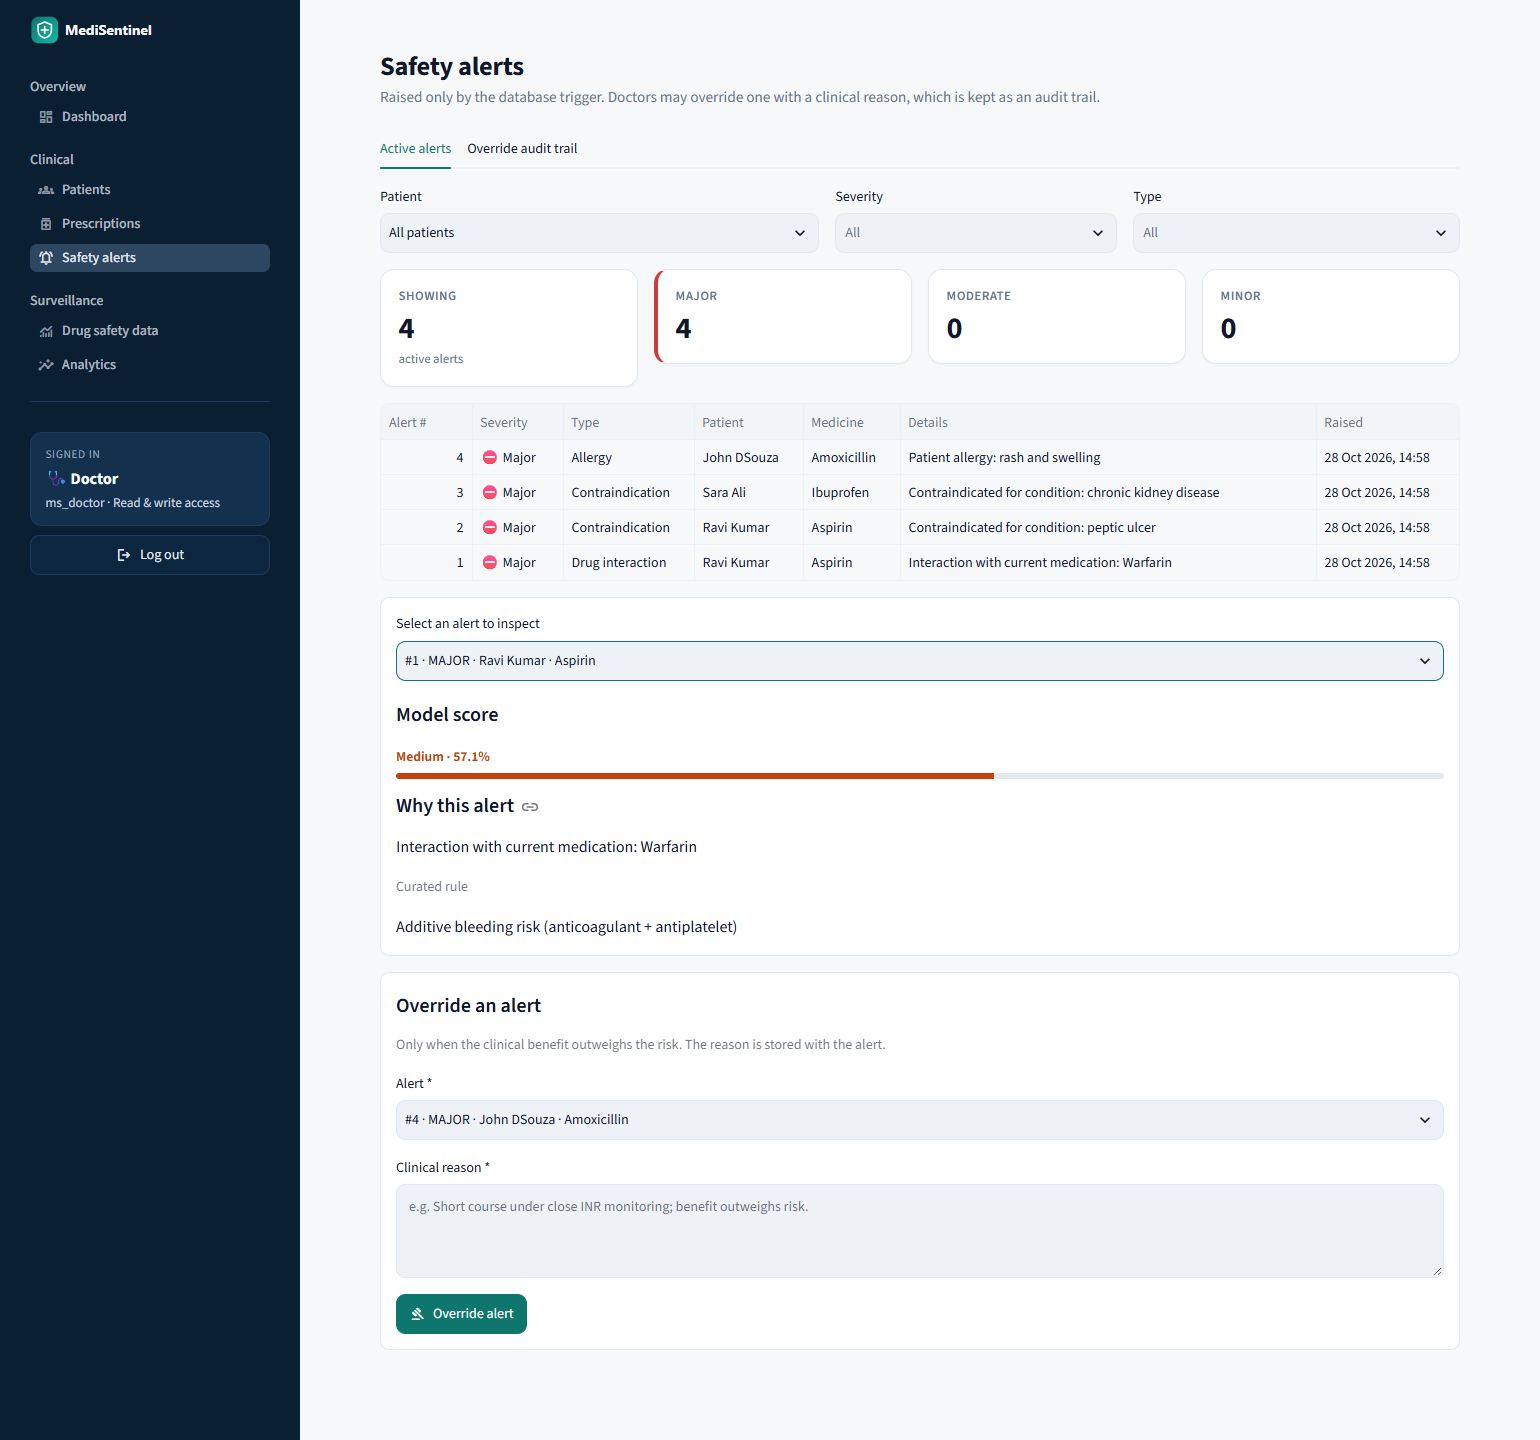 MediSentinel
Overview
Dashboard
Clinical
Patients
Prescriptions
Safety alerts
Surveillance
Drug safety data
Analytics
SIGNED IN
Doctor
ms_doctor · Read & write access
Log out
Safety alerts
Raised only by the database trigger. Doctors may override one with a clinical reason, which is kept as an audit trail.
Active alerts Override audit trail
Patient Severity Type
All patients All All
SHOWING MAJOR MODERATE MINOR
4 4 0 0
active alerts
Alert # Severity Type Patient Medicine Details Raised
4 Major Allergy John DSouza Amoxicillin Patient allergy: rash and swelling 28 Oct 2026, 14:58
3 Major Contraindication Sara Ali Ibuprofen Contraindicated for condition: chronic kidney disease 28 Oct 2026, 14:58
2 Major Contraindication Ravi Kumar Aspirin Contraindicated for condition: peptic ulcer 28 Oct 2026, 14:58
1 Major Drug interaction Ravi Kumar Aspirin Interaction with current medication: Warfarin 28 Oct 2026, 14:58
Select an alert to inspect
#1 · MAJOR · Ravi Kumar · Aspirin
Model score
Medium · 57.1%
Why this alert
Interaction with current medication: Warfarin
Curated rule
Additive bleeding risk (anticoagulant + antiplatelet)
Override an alert
Only when the clinical benefit outweighs the risk. The reason is stored with the alert.
Alert *
#4 · MAJOR · John DSouza · Amoxicillin
Clinical reason *
e.g. Short course under close INR monitoring; benefit outweighs risk.
Override alert